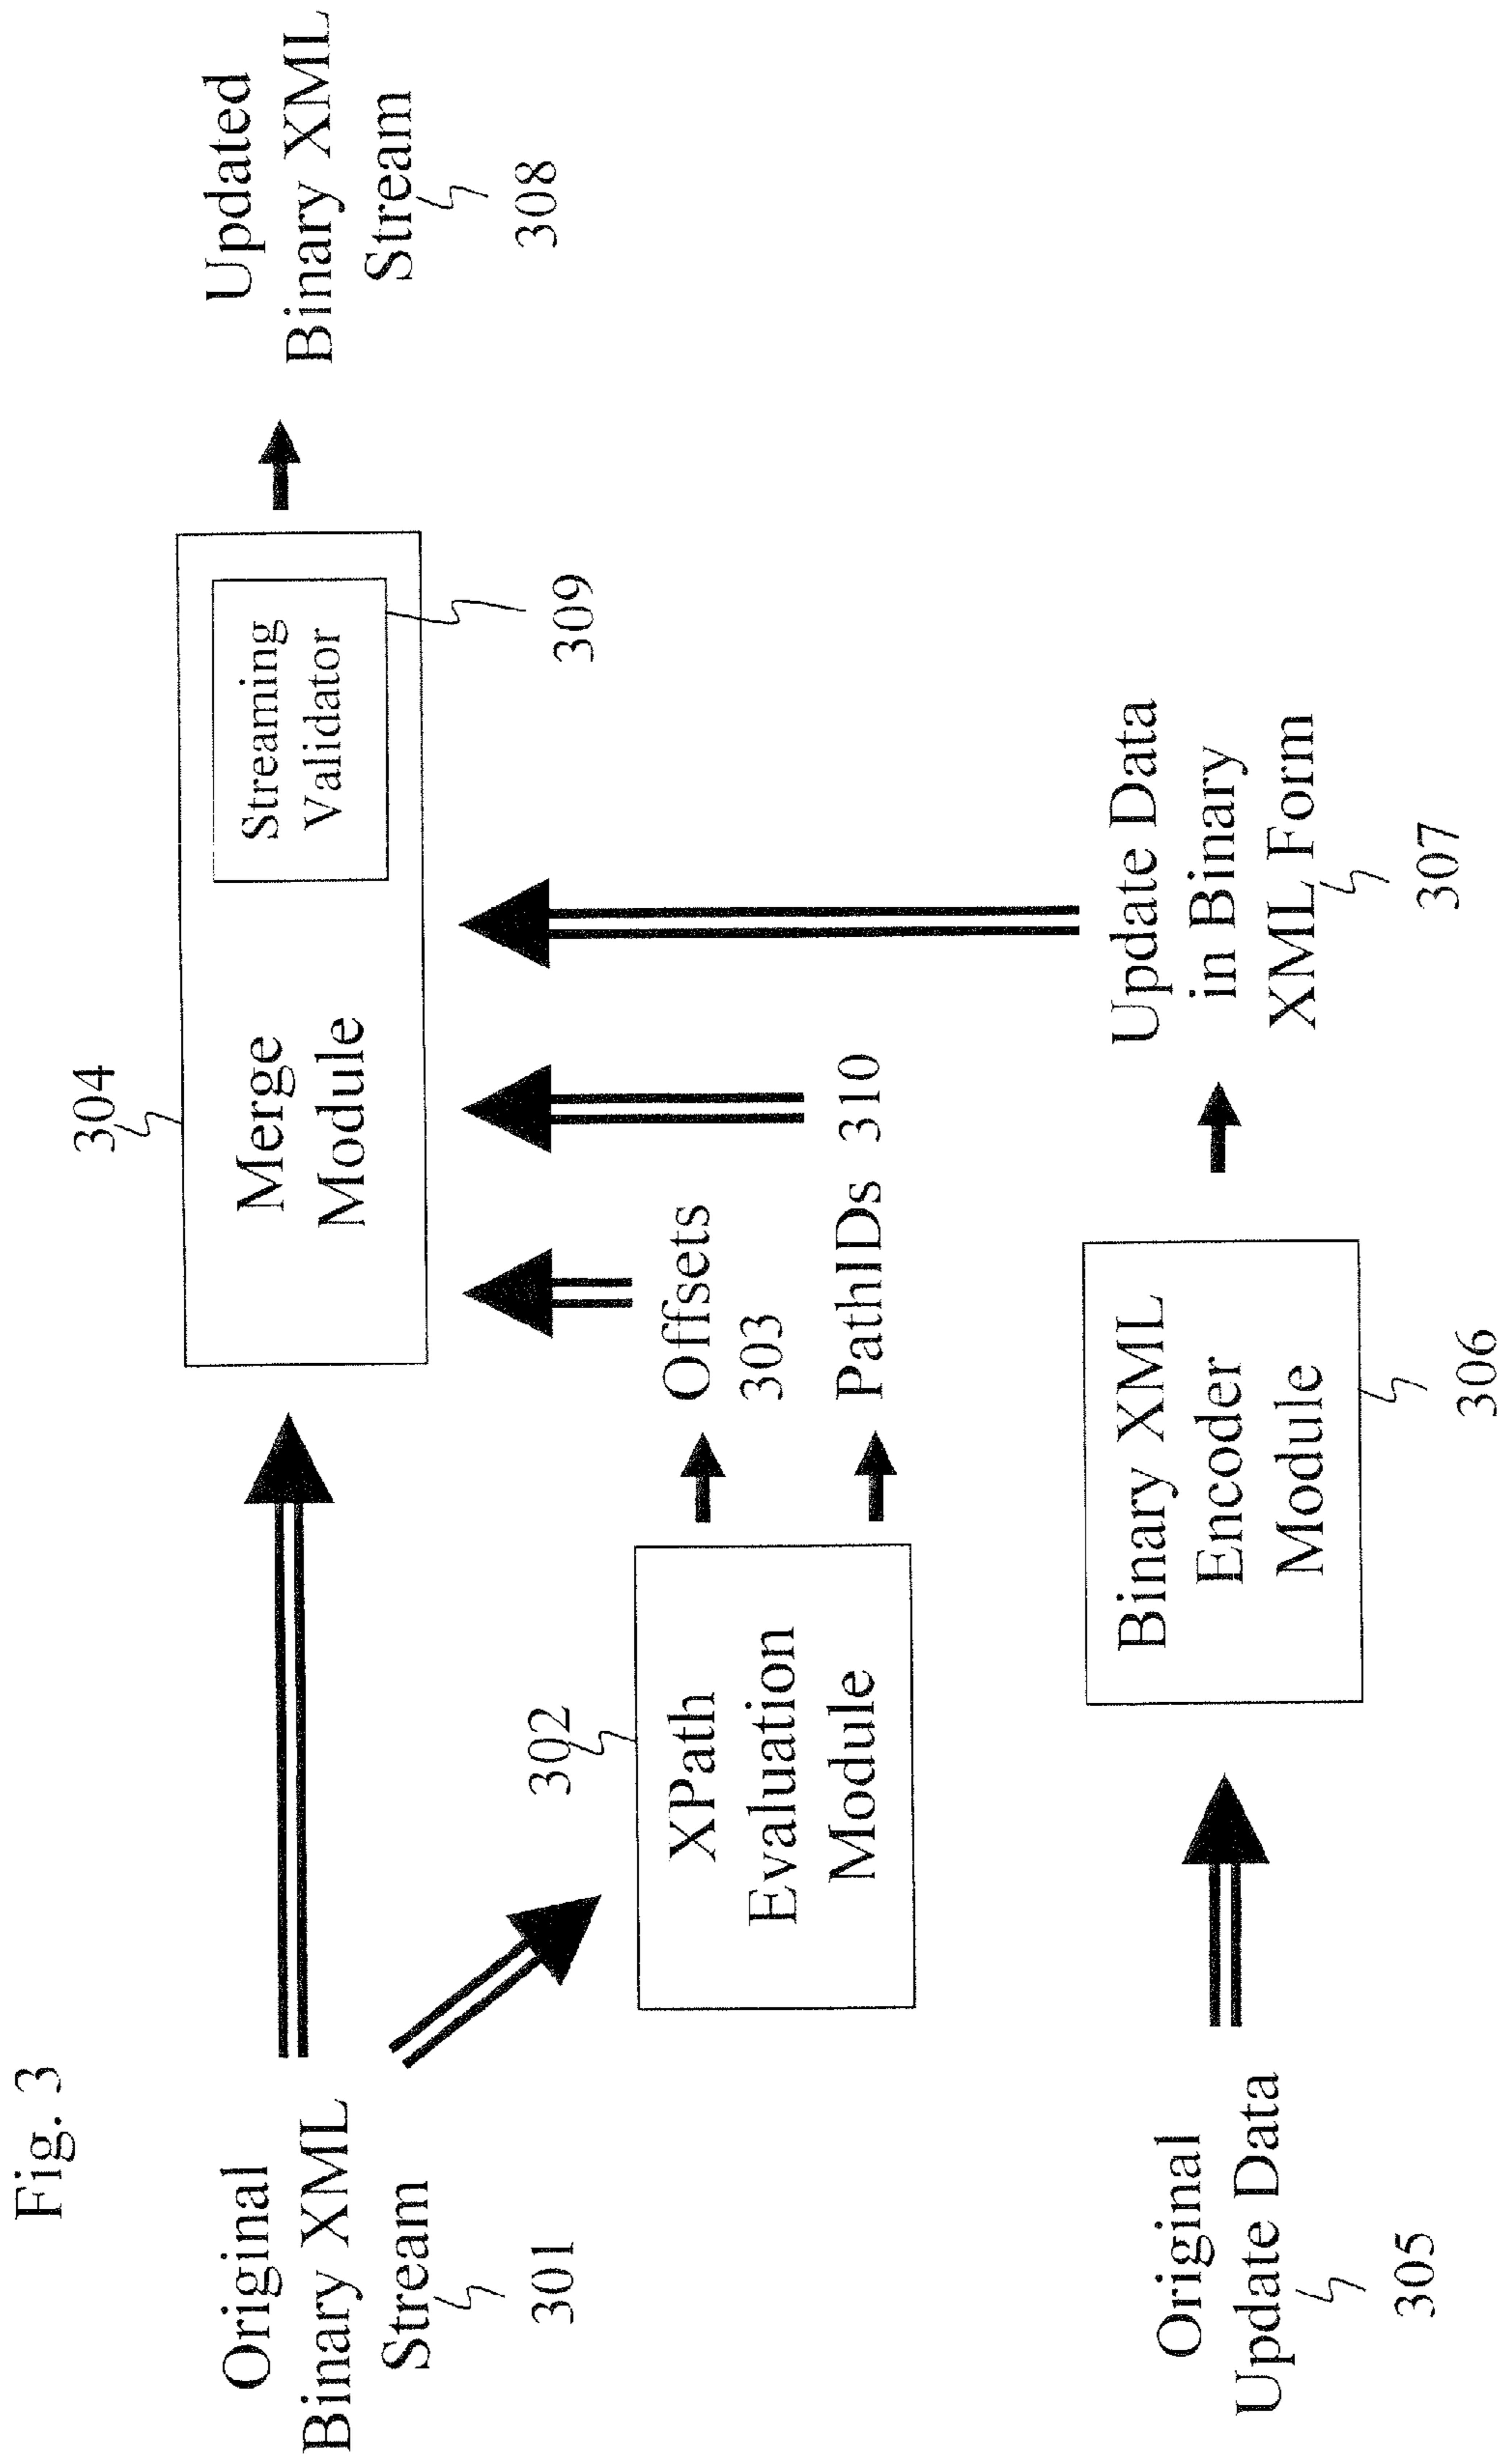 Fig. 3
Original
Binary XML
Stream
301
304
Merge
Module
Streaming
Validator
309
Updated
Binary XML
Stream
308
302
XPath
Evaluation
Module
Offsets
303
PathIDs 310
Original
Update Data
305
Binary XML
Encoder
Module
306
Update Data
in Binary
XML Form
307